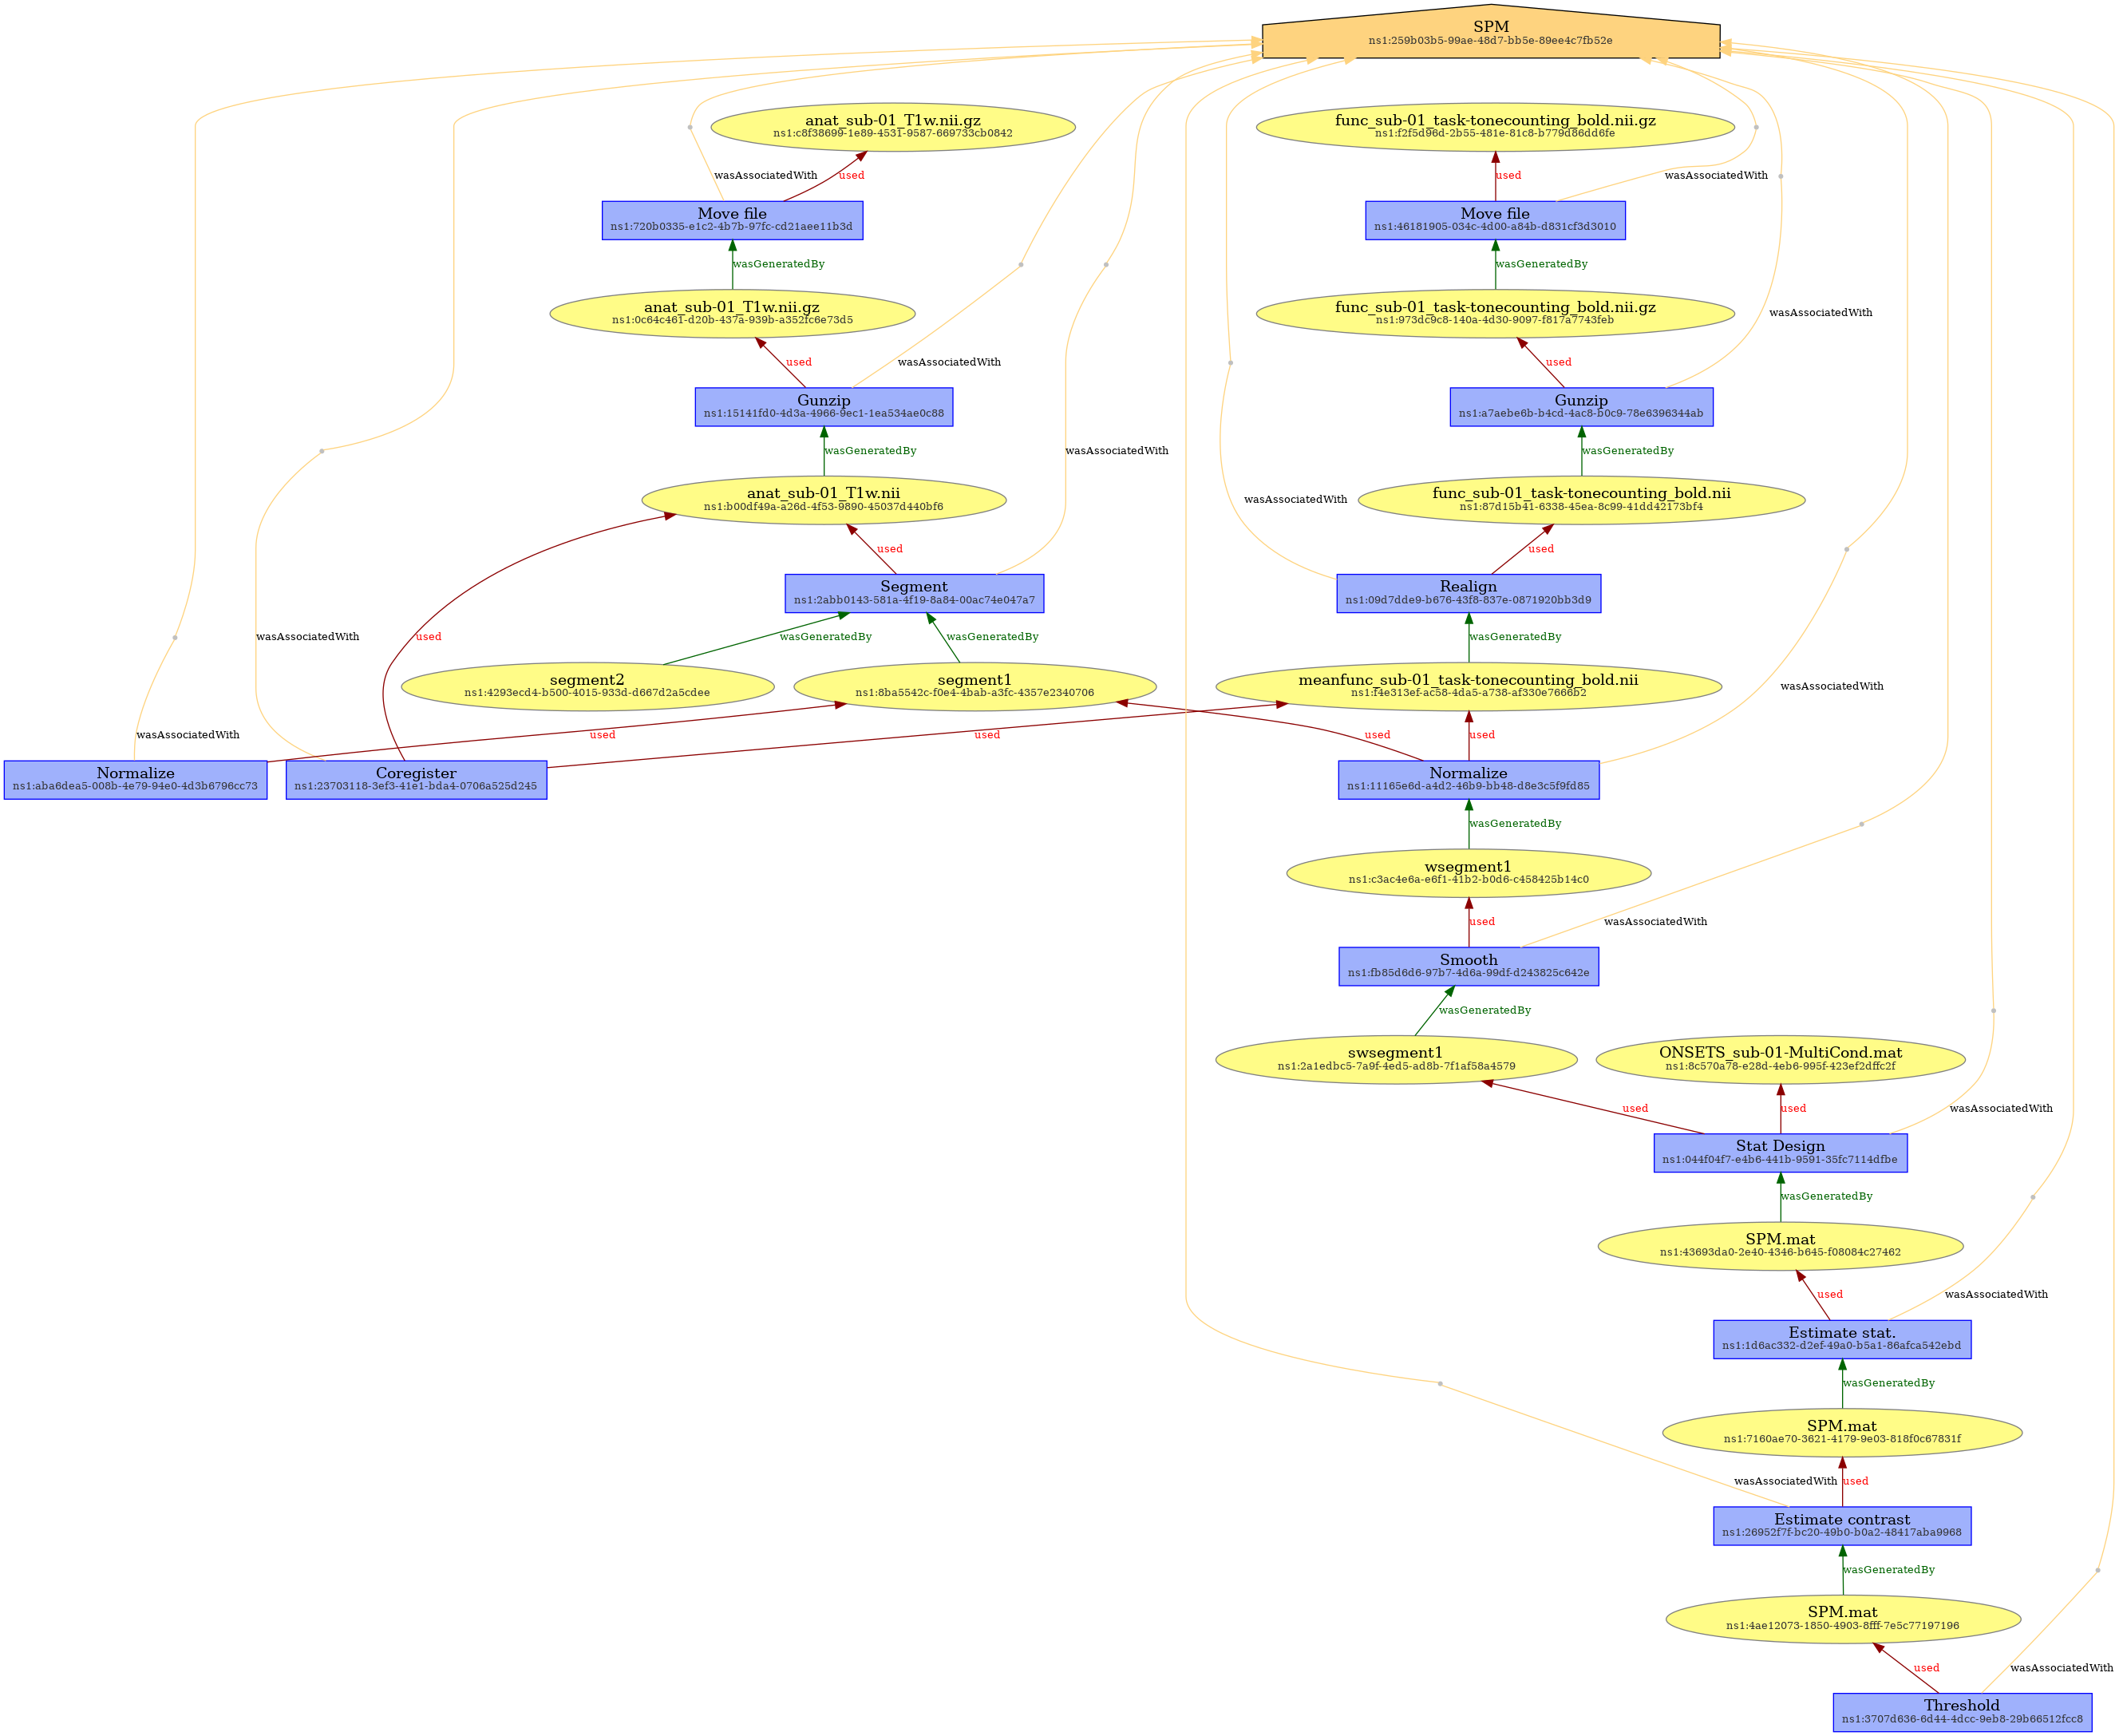 SPM
ns1:259b03b5-99ae-48d7-bb5e-89ee4c7fb52e
anat_sub-01_T1w.nii.gz
ns1:c8f38699-1e89-4531-9587-669733cb0842
func_sub-01_task-tonecounting_bold.nii.gz
ns1:f2f5d96d-2b55-481e-81c8-b779d86dd6fe
wasAssociatedWith
used
used
wasAssociatedWith
Move file
ns1:720b0335-e1c2-4b7b-97fc-cd21aee11b3d
Move file
ns1:46181905-034c-4d00-a84b-d831cf3d3010
wasGeneratedBy
wasGeneratedBy
anat_sub-01_T1w.nii.gz
ns1:0c64c461-d20b-437a-939b-a352fc6e73d5
func_sub-01_task-tonecounting_bold.nii.gz
ns1:973dc9c8-140a-4d30-9097-f817a7743feb
wasAssociatedWith
used
wasAssociatedWith
used
Gunzip
ns1:15141fd0-4d3a-4966-9ec1-1ea534ae0c88
Gunzip
ns1:a7aebe6b-b4cd-4ac8-b0c9-78e6396344ab
wasGeneratedBy
wasAssociatedWith
wasGeneratedBy
anat_sub-01_T1w.nii
ns1:b00df49a-a26d-4f53-9890-45037d440bf6
wasAssociatedWith
func_sub-01_task-tonecounting_bold.nii
ns1:87d15b41-6338-45ea-8c99-41dd42173bf4
used
used
Segment
ns1:2abb0143-581a-4f19-8a84-00ac74e047a7
Realign
ns1:09d7dde9-b676-43f8-837e-0871920bb3d9
wasAssociatedWith
used
wasGeneratedBy
wasGeneratedBy
wasGeneratedBy
segment2
ns1:4293ecd4-b500-4015-933d-d667d2a5cdee
segment1
ns1:8ba5542c-f0e4-4bab-a3fc-4357e2340706
meanfunc_sub-01_task-tonecounting_bold.nii
ns1:f4e313ef-ac58-4da5-a738-af330e7666b2
wasAssociatedWith
wasAssociatedWith
used
used
used
used
Normalize
ns1:aba6dea5-008b-4e79-94e0-4d3b6796cc73
Coregister
ns1:23703118-3ef3-41e1-bda4-0706a525d245
Normalize
ns1:11165e6d-a4d2-46b9-bb48-d8e3c5f9fd85
wasGeneratedBy
wsegment1
ns1:c3ac4e6a-e6f1-41b2-b0d6-c458425b14c0
used
wasAssociatedWith
Smooth
ns1:fb85d6d6-97b7-4d6a-99df-d243825c642e
wasGeneratedBy
swsegment1
ns1:2a1edbc5-7a9f-4ed5-ad8b-7f1af58a4579
ONSETS_sub-01-MultiCond.mat
ns1:8c570a78-e28d-4eb6-995f-423ef2dffc2f
used
used
wasAssociatedWith
Stat Design
ns1:044f04f7-e4b6-441b-9591-35fc7114dfbe
wasGeneratedBy
SPM.mat
ns1:43693da0-2e40-4346-b645-f08084c27462
used
wasAssociatedWith
Estimate stat.
ns1:1d6ac332-d2ef-49a0-b5a1-86afca542ebd
wasGeneratedBy
SPM.mat
ns1:7160ae70-3621-4179-9e03-818f0c67831f
wasAssociatedWith
used
Estimate contrast
ns1:26952f7f-bc20-49b0-b0a2-48417aba9968
wasGeneratedBy
SPM.mat
ns1:4ae12073-1850-4903-8fff-7e5c77197196
used
wasAssociatedWith
Threshold
ns1:3707d636-6d44-4dcc-9eb8-29b66512fcc8